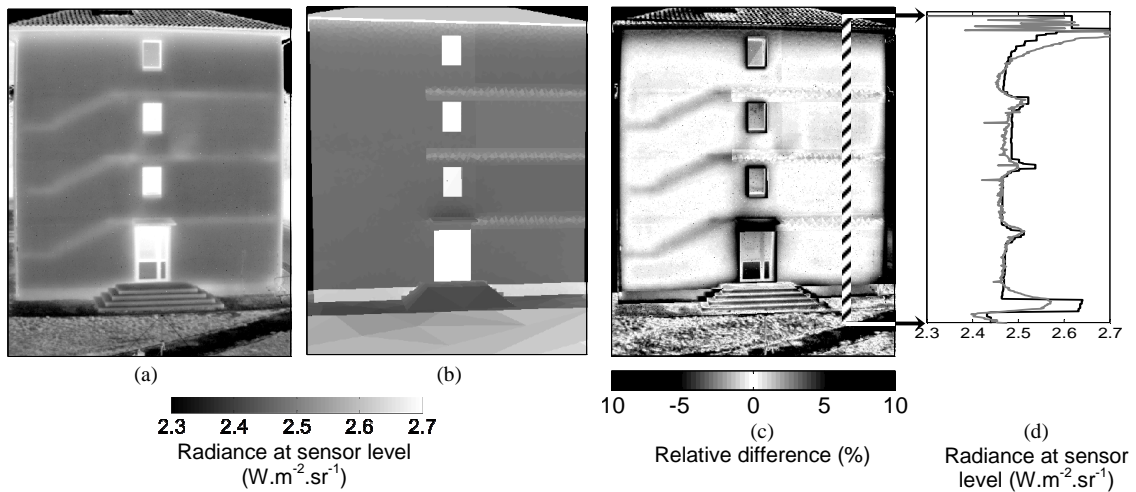 2.3 2.4 2.5 2.6 2.7
(a) (b)
2.3 2.4 2.5 2.6 2.7
Radiance at sensor level
(W.m-2.sr-1)
10 -5 0 5 10
(c) (d)
Relative difference (%)
Radiance at sensor
level (W.m-2.sr-1)